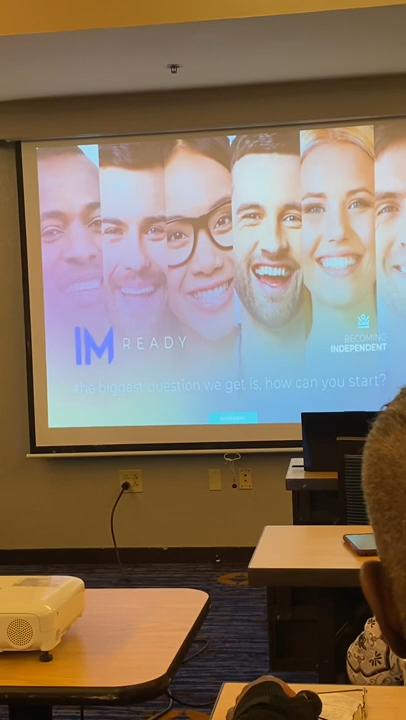 IM READY
BECOMING
INDEPENDENT
the biggest question we get is, how can you start?